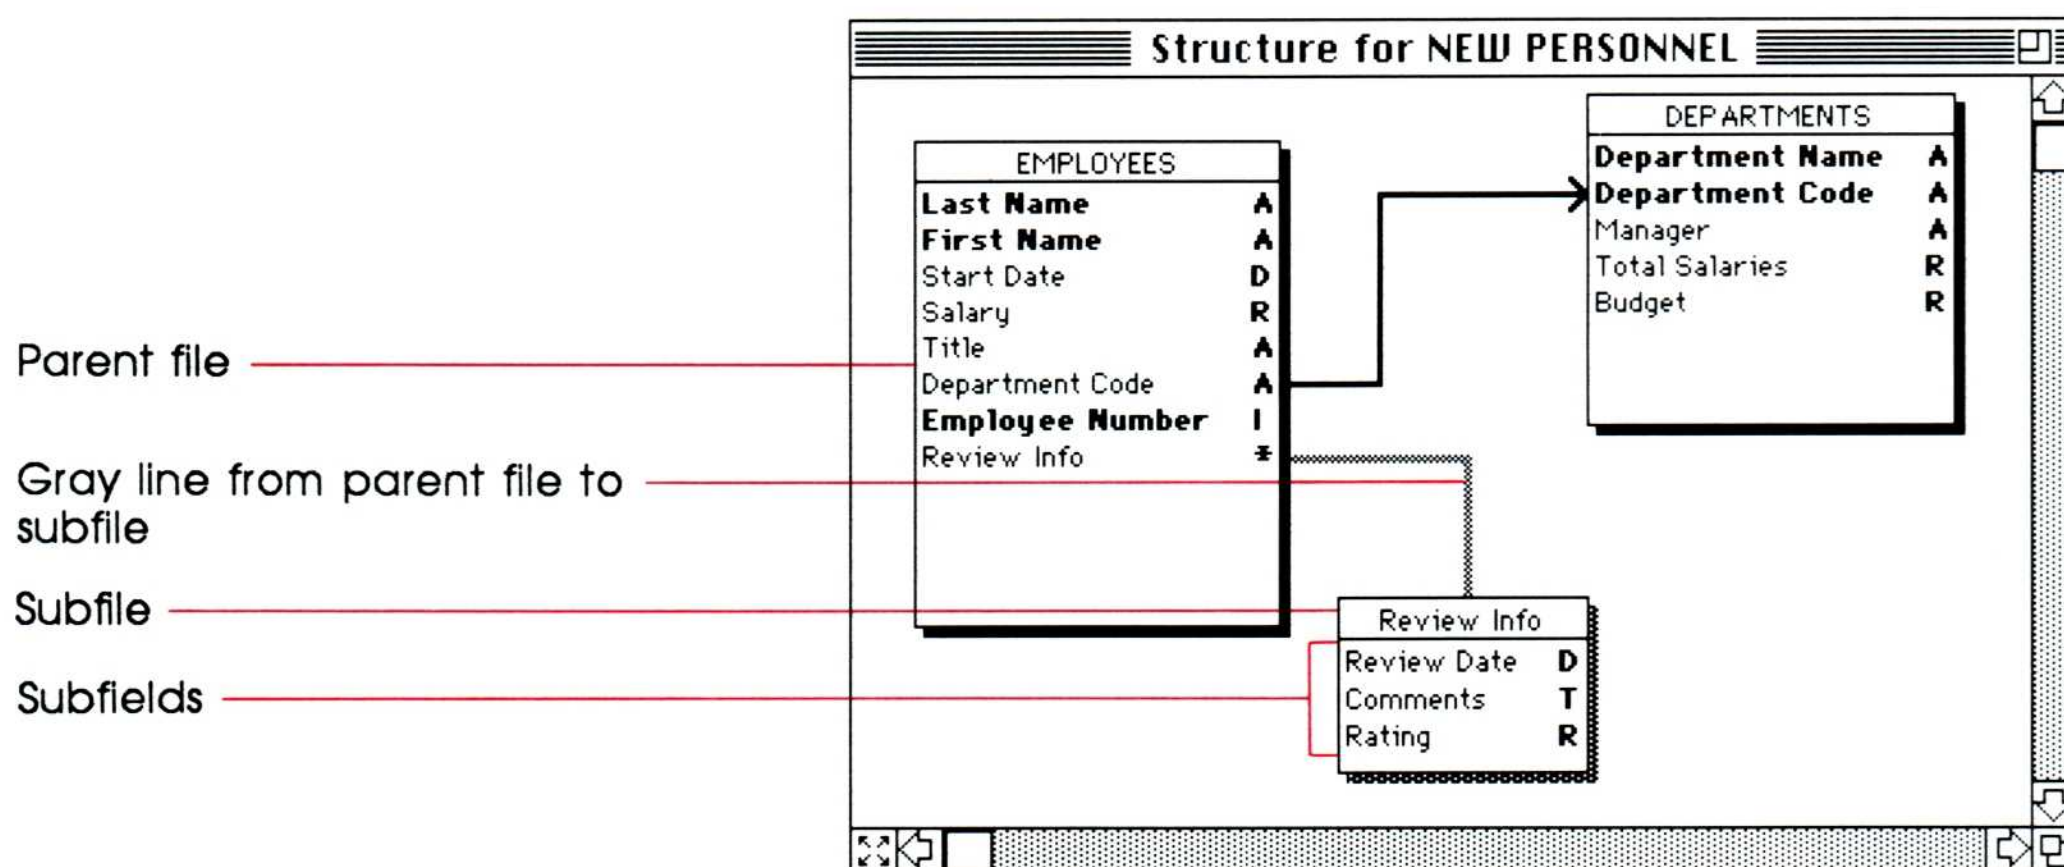 Structure for NEW PERSONNEL
EMPLOYEES
Last Name A
First Name A
Start Date D
Salary R
Title A
Department Code A
Employee Number I
Review Info *
DEPARTMENTS
Department Name A
Department Code A
Manager A
Total Salaries R
Budget R
Review Info
Review Date D
Comments T
Rating R
Parent file
Gray line from parent file to
subfile
Subfile
Subfields